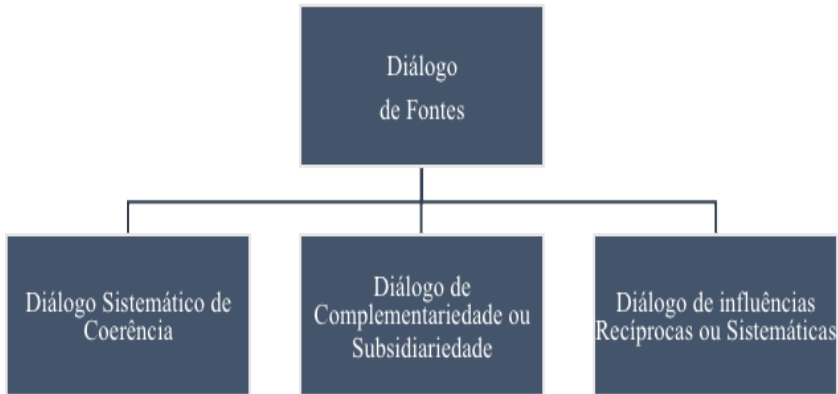 Diálogo
de Fontes
Diálogo Sistemático de
Coerência
Diálogo de
Complementariedade ou
Subsidiariedade
Diálogo de influências
Recíprocas ou Sistemáticas